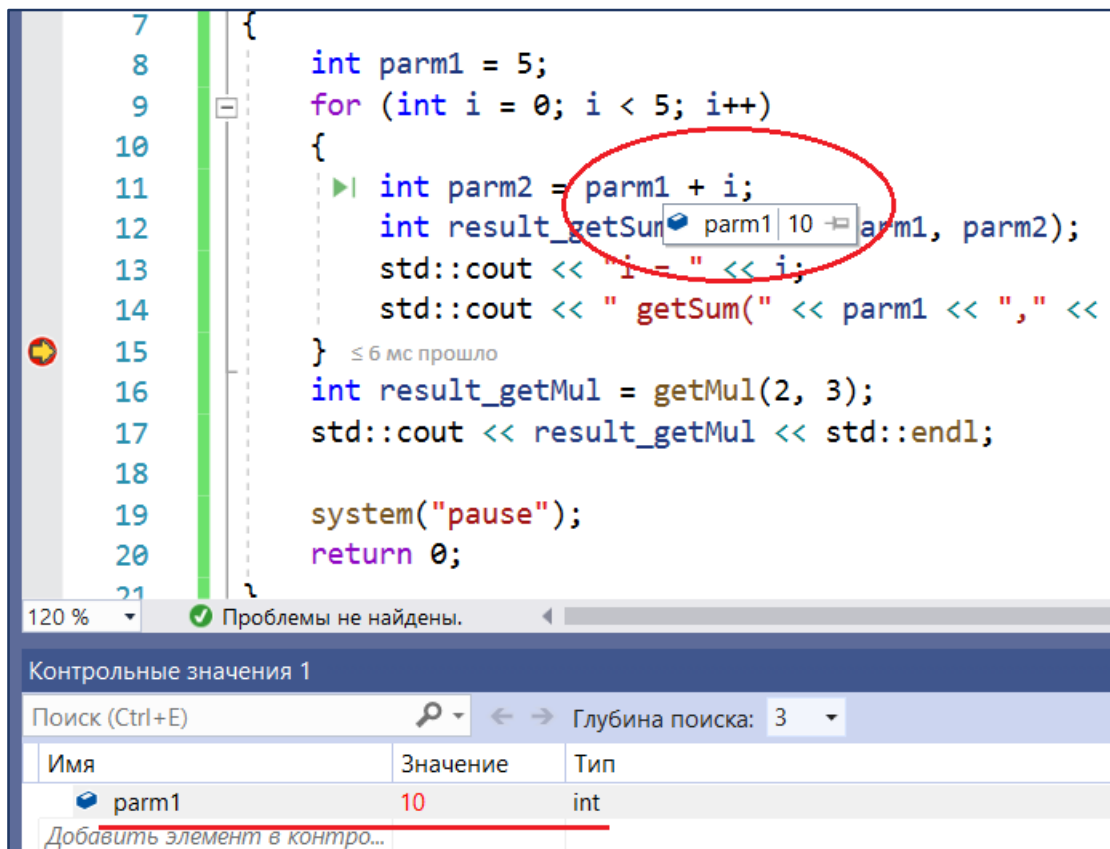 7 {
8 int parm1 = 5;
9 for (int i = 0; i < 5; i++)
10 {
11 int parm2 = parm1 + i;
12 int result_getSum arm1, parm2);
parm1 10
13 std::cout << "i = " << i;
14 std::cout << " getSum(" << parm1 << "," <<
15 } ≤ 6 мс прошло
16 int result_getMul = getMul(2, 3);
17 std::cout << result_getMul << std::endl;
18
19 system("pause");
20 return 0;
21 }
120 % Проблемы не найдены.
Контрольные значения 1
Поиск (Ctrl+E) Глубина поиска: 3
Имя Значение Тип
parm1 10 int
Добавить элемент в контро...